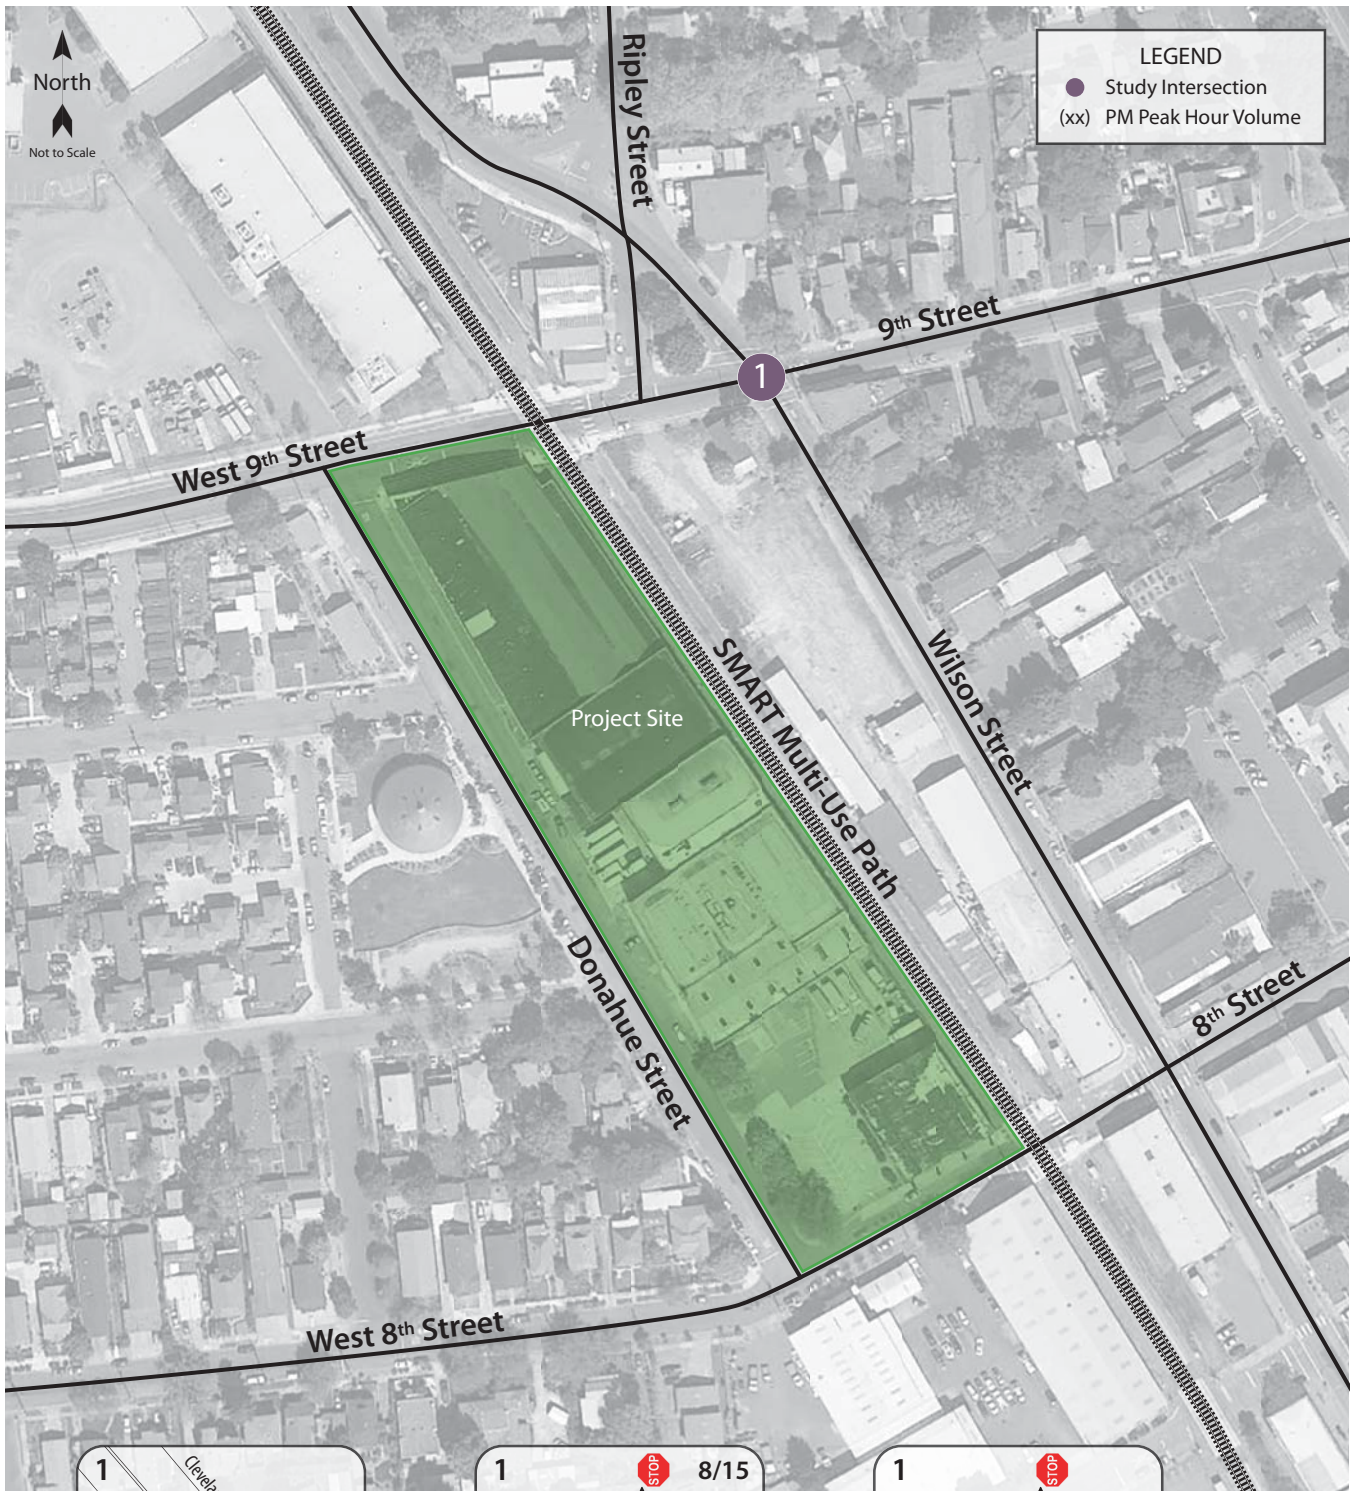 North
Not to Scale
LEGEND
Study Intersection
(xx) PM Peak Hour Volume
Ripley Street
9th Street
1
West 9th Street
Project Site
SMART Multi-Use Path
Wilson Street
Donahue Street
8th Street
West 8th Street
1
1 STOP 8/15
1 STOP